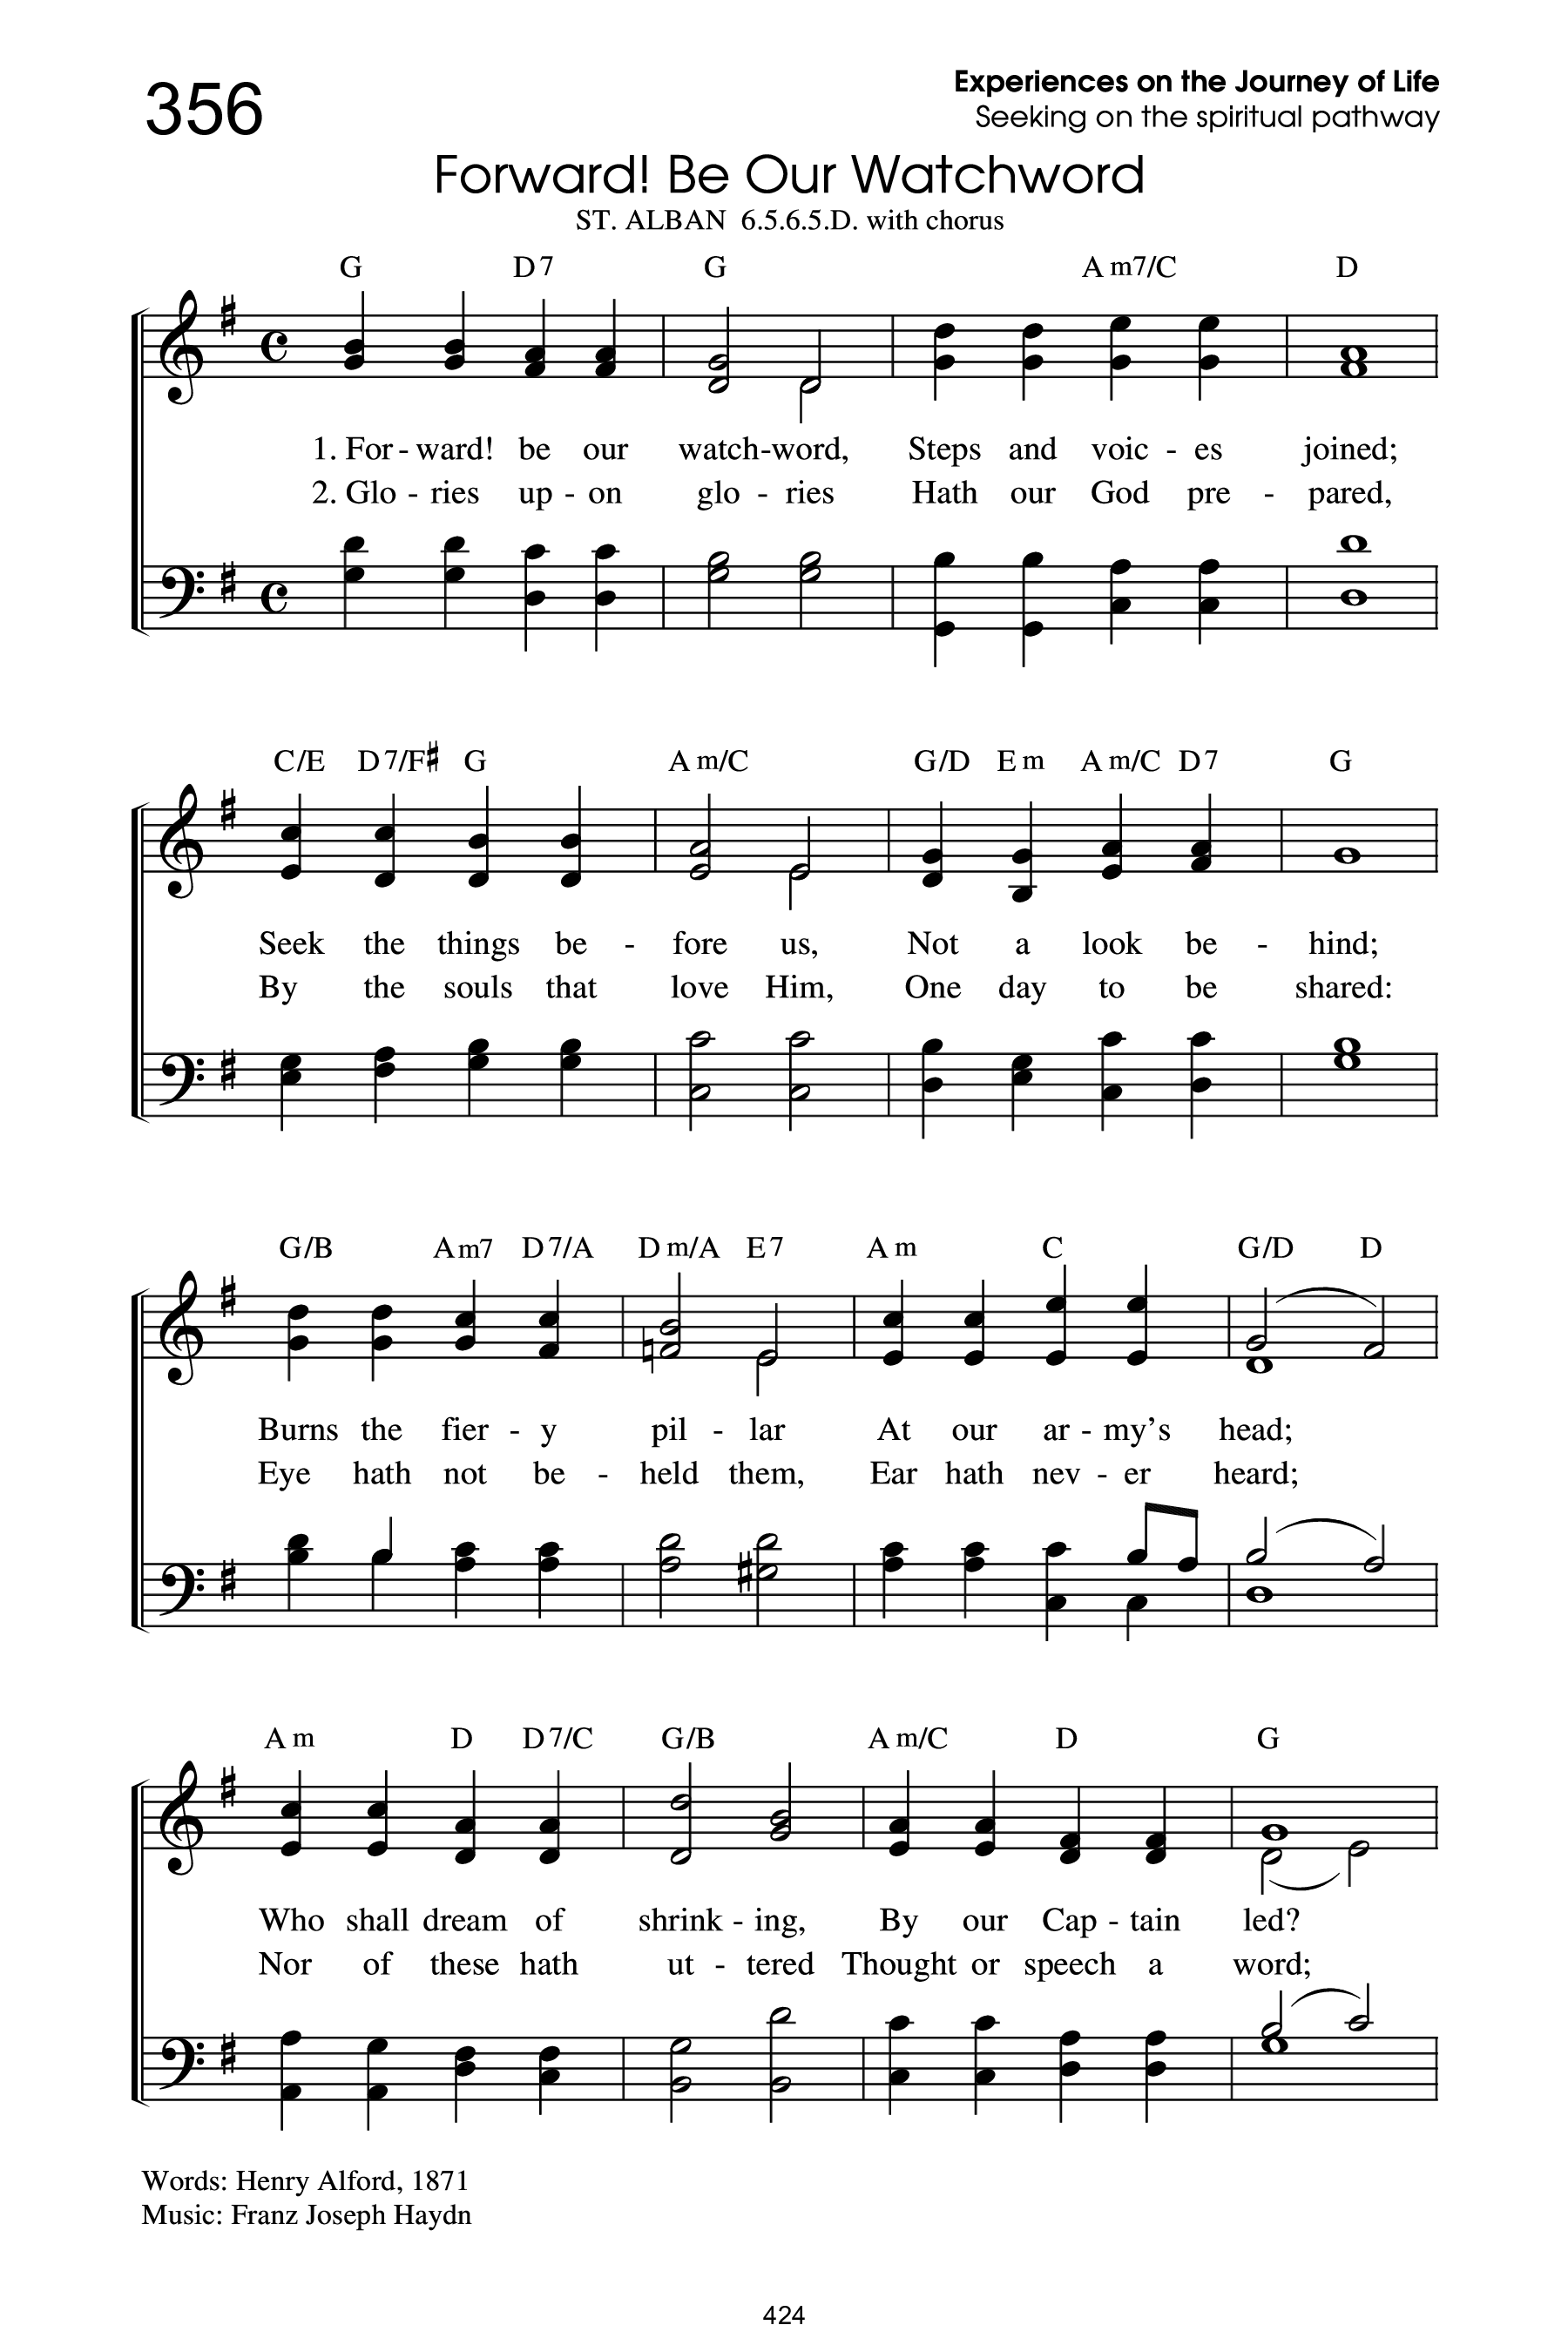 356
Experiences on the Journey of Life
Seeking on the spiritual pathway
Forward! Be Our Watchword
ST. ALBAN 6.5.6.5.D. with chorus
G D7 G Am7/C D
1. For - ward! be our watch-word, Steps and voic - es joined;
2. Glo - ries up - on glo - ries Hath our God pre - pared,
C/E D7/F♯ G Am/C G/D Em Am/C D7 G
Seek the things be - fore us, Not a look be - hind;
By the souls that love Him, One day to be shared:
G/B Am7 D7/A Dm/A E7 Am C G/D D
Burns the fier - y pil - lar At our ar - my's head;
Eye hath not be - held them, Ear hath nev - er heard;
Am D D7/C G/B Am/C D G
Who shall dream of shrink - ing, By our Cap - tain led?
Nor of these hath ut - tered Thought or speech a word;
Words: Henry Alford, 1871
Music: Franz Joseph Haydn
424